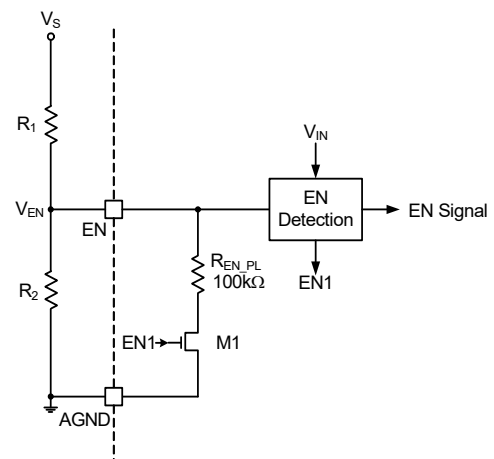 VS
R1
VIN
VEN
EN
EN
Detection
EN Signal
R2
REN_PL
100kΩ
EN1
EN1
M1
AGND